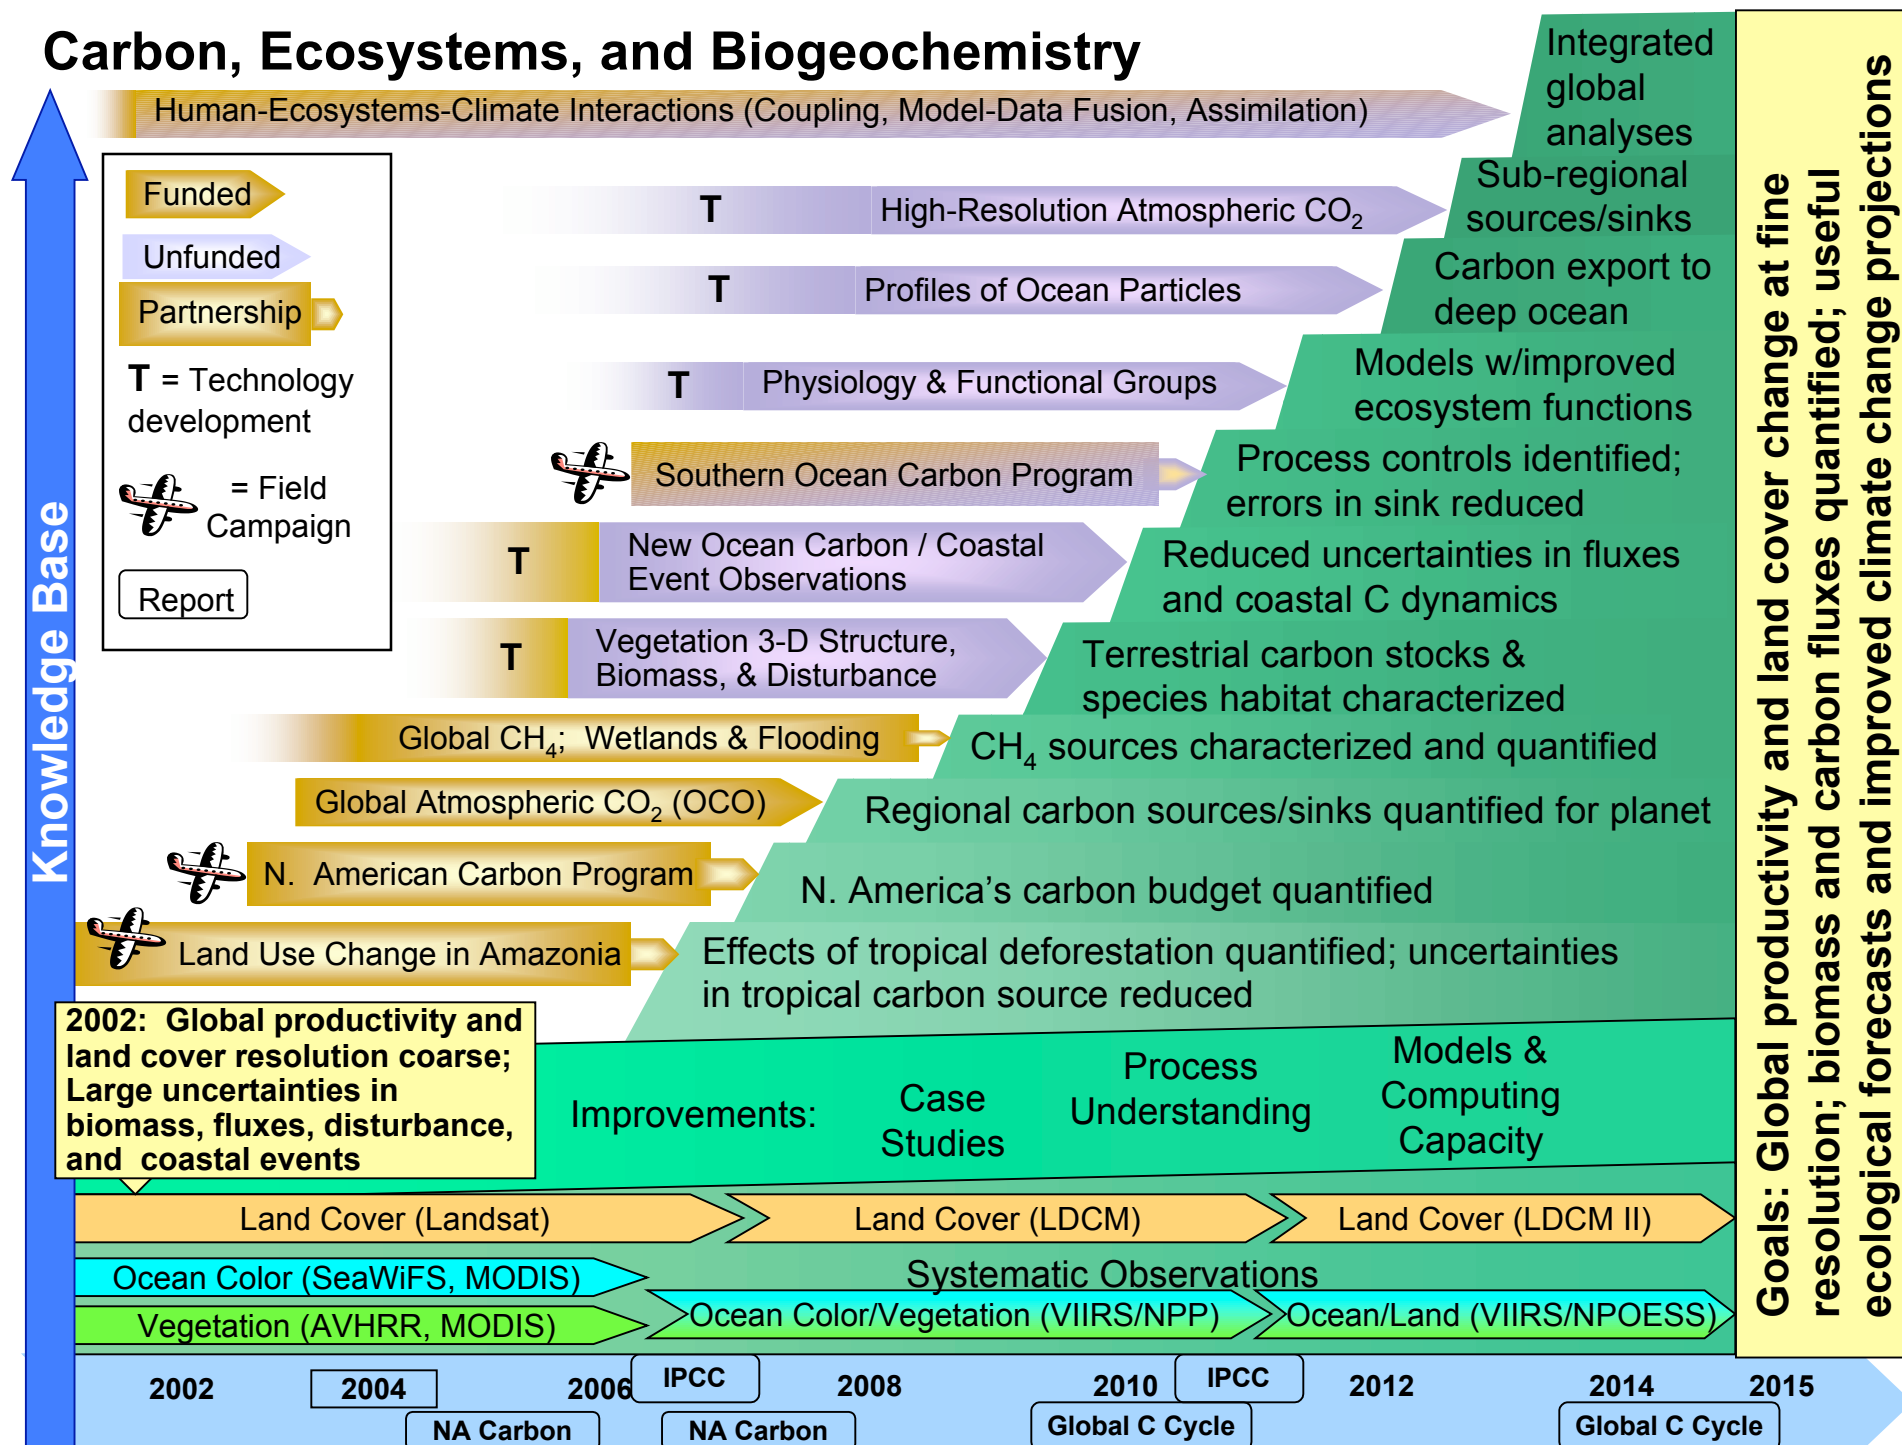 Carbon, Ecosystems, and Biogeochemistry
Human-Ecosystems-Climate Interactions (Coupling, Model-Data Fusion, Assimilation)
Integrated
global
analyses
Funded
Unfunded
Partnership
T = Technology
development
= Field
Campaign
Report
Knowledge Base
T
High-Resolution Atmospheric CO2
Sub-regional
sources/sinks
T
Profiles of Ocean Particles
Carbon export to
deep ocean
T
Physiology & Functional Groups
Models w/improved
ecosystem functions
Southern Ocean Carbon Program
Process controls identified;
errors in sink reduced
T
New Ocean Carbon / Coastal
Event Observations
Reduced uncertainties in fluxes
and coastal C dynamics
T
Vegetation 3-D Structure,
Biomass, & Disturbance
Terrestrial carbon stocks &
species habitat characterized
Global CH4; Wetlands & Flooding
CH4 sources characterized and quantified
Global Atmospheric CO2 (OCO)
Regional carbon sources/sinks quantified for planet
N. American Carbon Program
N. America's carbon budget quantified
Land Use Change in Amazonia
Effects of tropical deforestation quantified; uncertainties
in tropical carbon source reduced
2002: Global productivity and
land cover resolution coarse;
Large uncertainties in
biomass, fluxes, disturbance,
and coastal events
Improvements:
Case
Studies
Process
Understanding
Models &
Computing
Capacity
Land Cover (Landsat)
Land Cover (LDCM)
Land Cover (LDCM II)
Ocean Color (SeaWiFS, MODIS)
Systematic Observations
Vegetation (AVHRR, MODIS)
Ocean Color/Vegetation (VIIRS/NPP)
Ocean/Land (VIIRS/NPOESS)
Goals: Global productivity and land cover change at fine
resolution; biomass and carbon fluxes quantified; useful
ecological forecasts and improved climate change projections
2002
2004
2006
IPCC
2008
2010
IPCC
2012
2014
2015
NA Carbon
NA Carbon
Global C Cycle
Global C Cycle